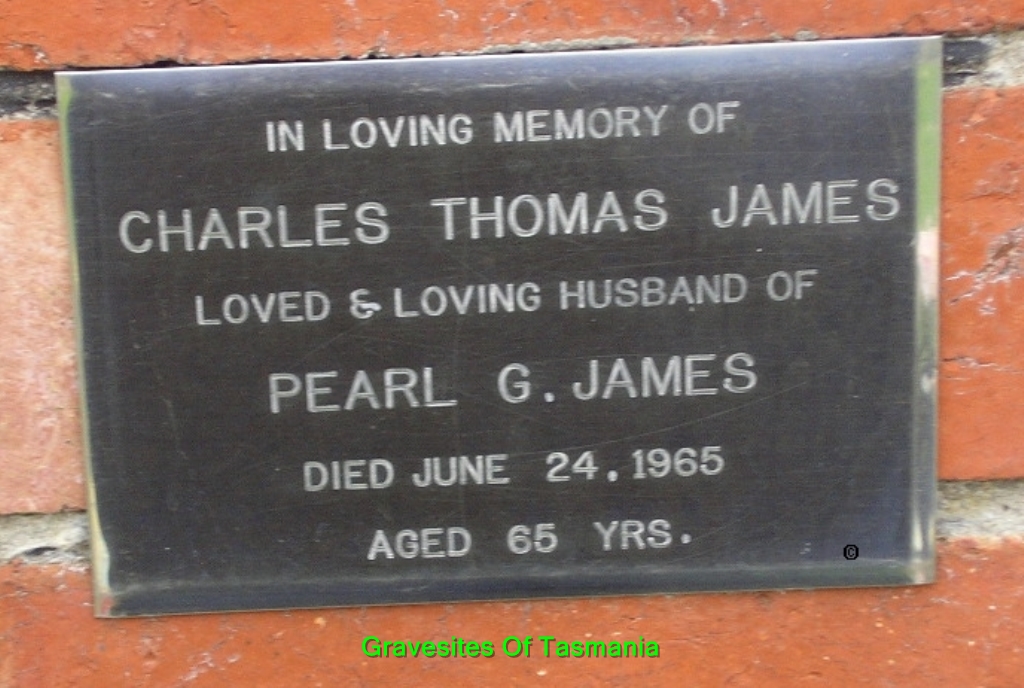 IN LOVING MEMORY OF
CHARLES THOMAS JAMES
LOVED & LOVING HUSBAND OF
PEARL G. JAMES
DIED JUNE 24, 1965
AGED 65 YRS.
©
Gravesites Of Tasmania